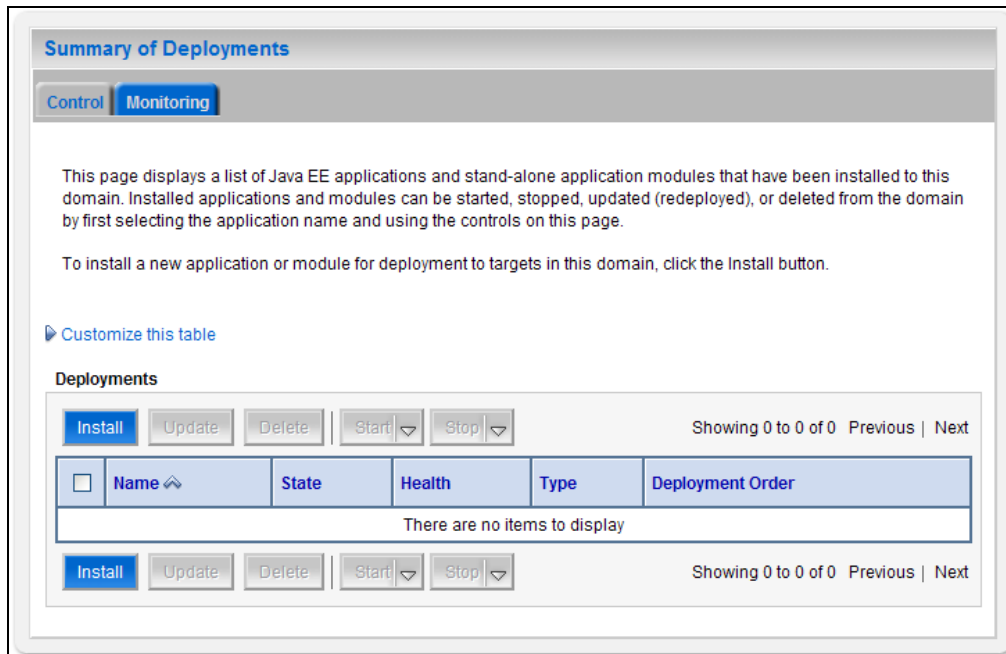 Summary of Deployments
Control Monitoring
This page displays a list of Java EE applications and stand-alone application modules that have been installed to this
domain. Installed applications and modules can be started, stopped, updated (redeployed), or deleted from the domain
by first selecting the application name and using the controls on this page.
To install a new application or module for deployment to targets in this domain, click the Install button.
Customize this table
Deployments
Install Update Delete Start Stop Showing 0 to 0 of 0 Previous | Next
Name State Health Type Deployment Order
There are no items to display
Install Update Delete Start Stop Showing 0 to 0 of 0 Previous | Next